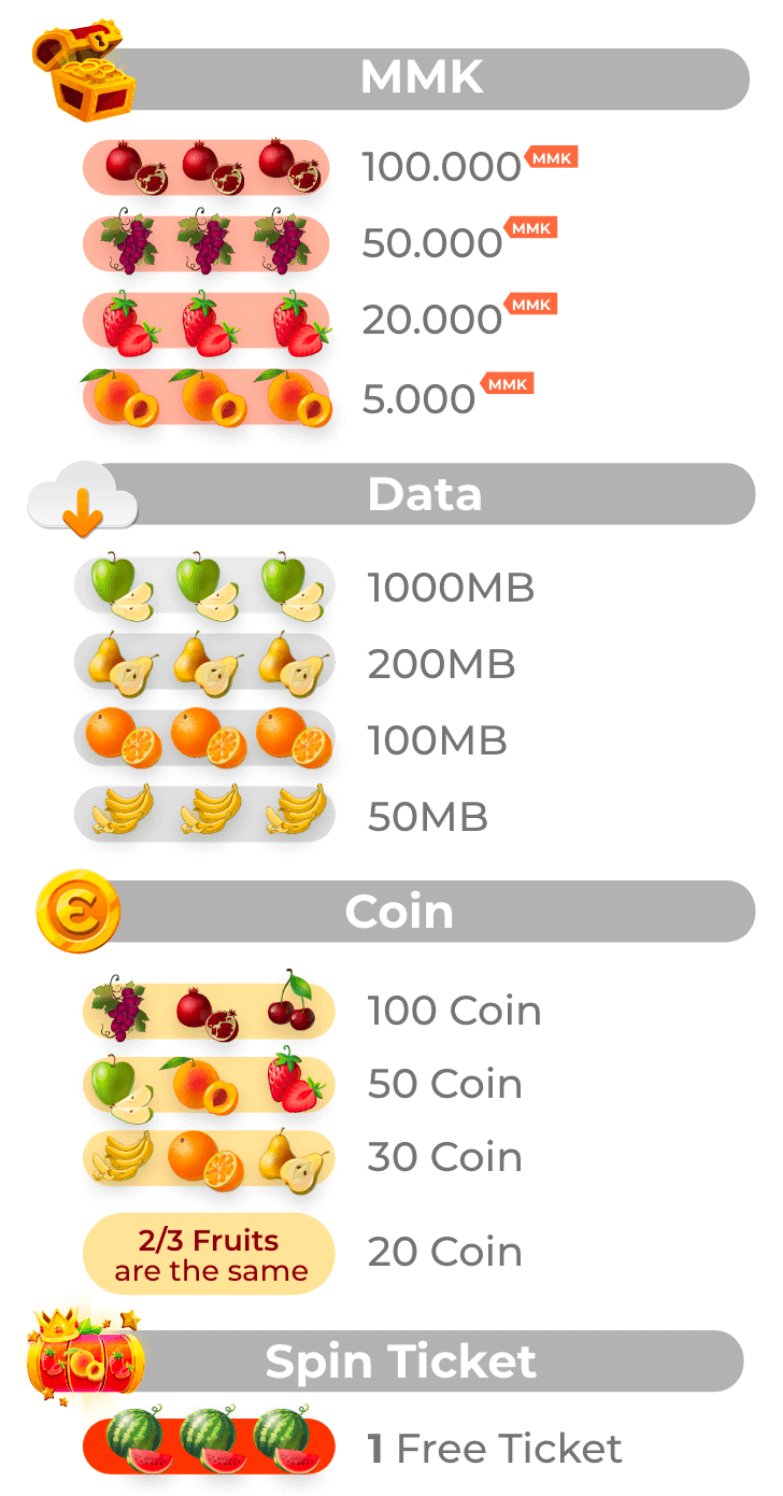 MMK
100.000 MMK
50.000 MMK
20.000 MMK
5.000 MMK
Data
1000MB
200MB
100MB
50MB
Coin
100 Coin
50 Coin
30 Coin
2/3 Fruits
are the same
20 Coin
Spin Ticket
1 Free Ticket